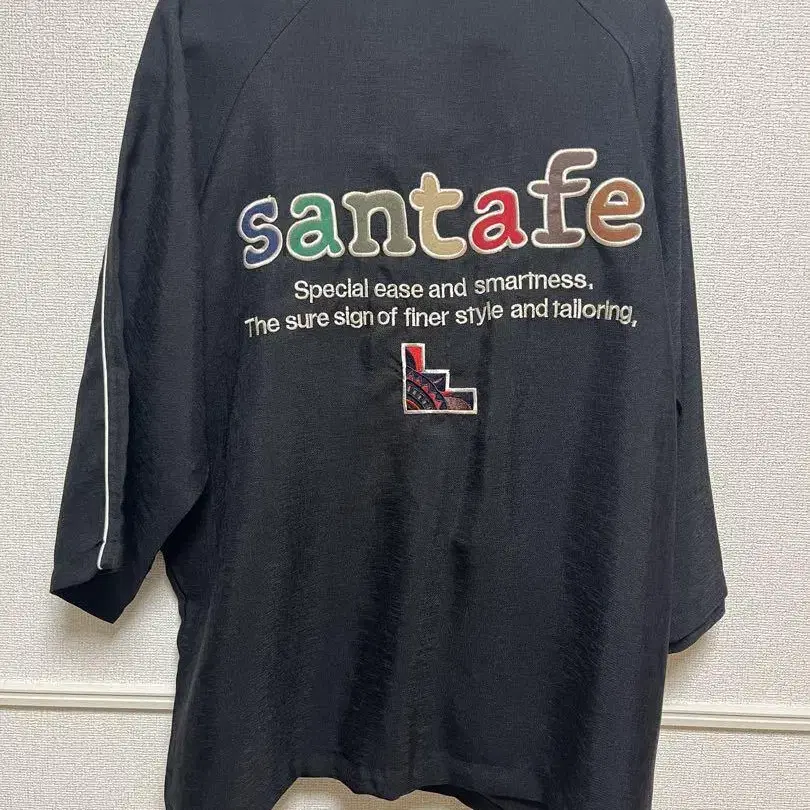 santafe
Special ease and smartness.
The sure sign of finer style and tailoring.